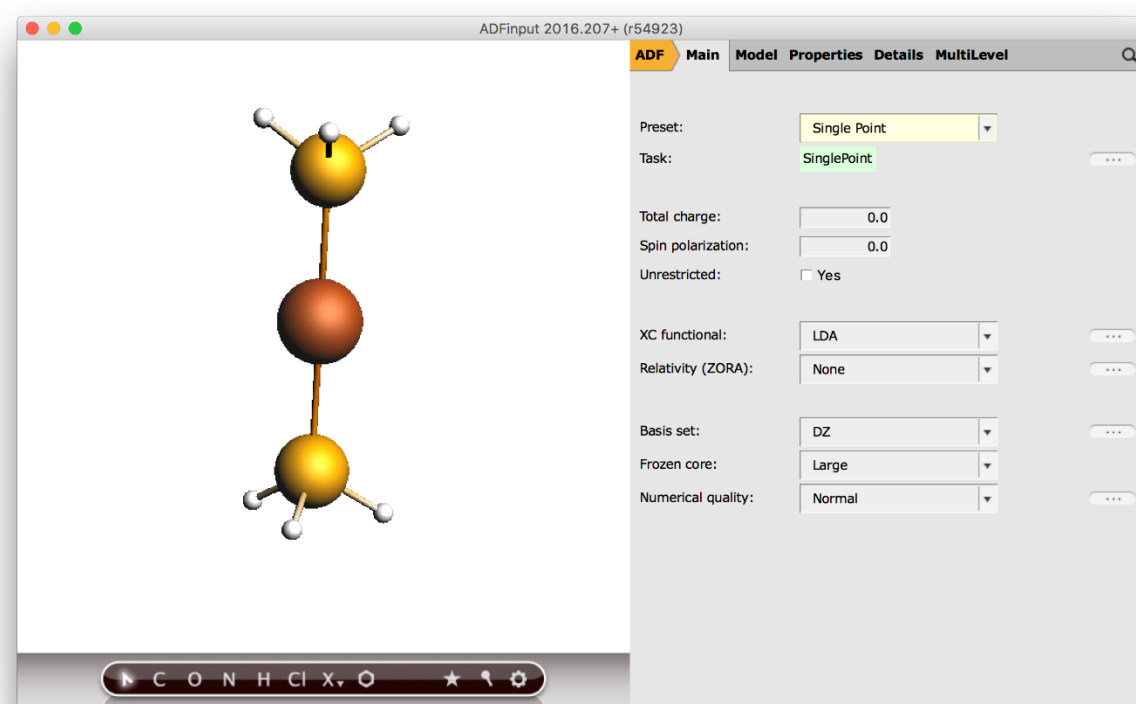 ADFinput 2016.207+ (r54923)
ADF Main Model Properties Details MultiLevel
Preset: Single Point
Task: SinglePoint
Total charge: 0.0
Spin polarization: 0.0
Unrestricted: Yes
XC functional: LDA
Relativity (ZORA): None
Basis set: DZ
Frozen core: Large
Numerical quality: Normal
C O N H Cl X